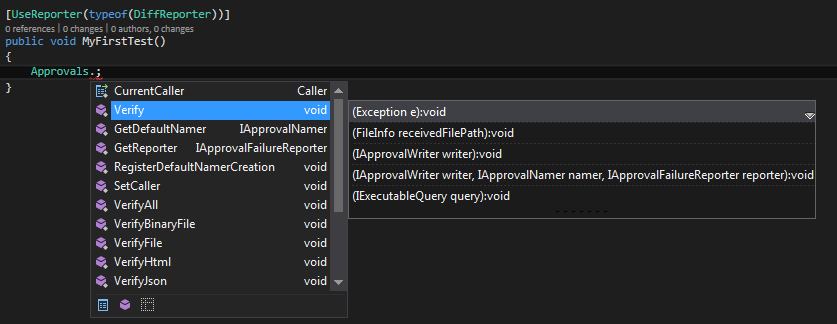 [UseReporter(typeof(DiffReporter))]
0 references | 0 changes | 0 authors, 0 changes
public void MyFirstTest()
{
Approvals.;
}
CurrentCaller Caller
Verify void
GetDefaultNamer IApprovalNamer
GetReporter IApprovalFailureReporter
RegisterDefaultNamerCreation void
SetCaller void
VerifyAll void
VerifyBinaryFile void
VerifyFile void
VerifyHtml void
VerifyJson void
(Exception e):void
(FileInfo receivedFilePath):void
(IApprovalWriter writer):void
(IApprovalWriter writer, IApprovalNamer namer, IApprovalFailureReporter reporter):void
(IExecutableQuery query):void